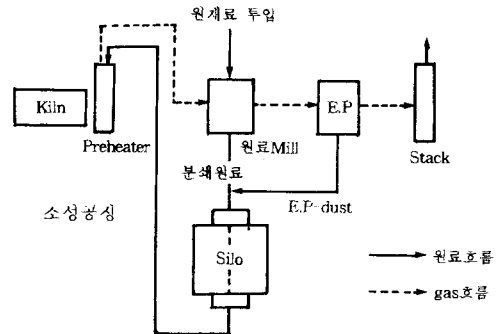 원재료 투입
Kiln
Preheater
원료Mill
E.P
Stack
분쇄원료
E.P-dust
소성공정
Silo
원료흐름
gas흐름